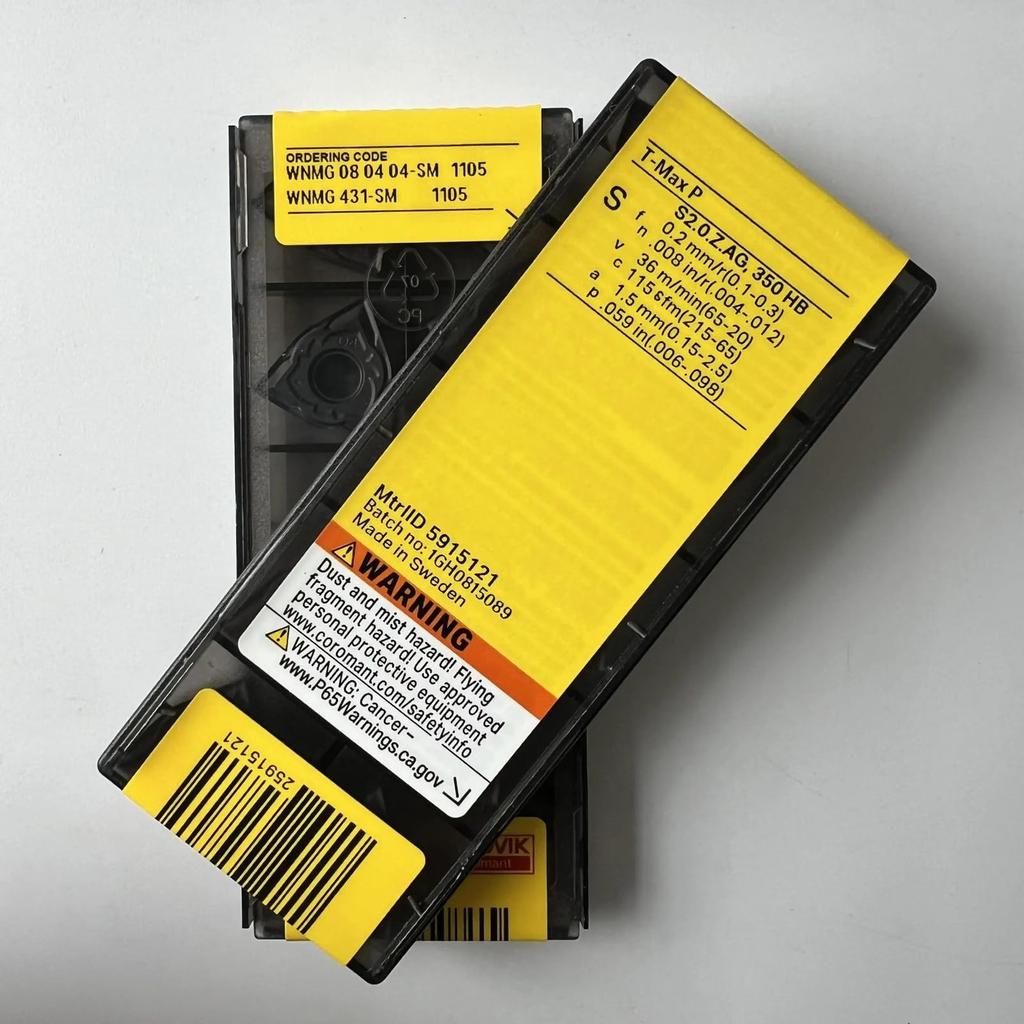 ORDERING CODE
WNMG 08 04 04-SM 1105
WNMG 431-SM 1105
07
PC
04
T-Max P
S
S2.0.Z.AG, 350 HB
f 0.2 mm/r(0.1-0.3)
n .008 in/r(.004-.012)
v 36 m/min(65-20)
c 115sfm(215-65)
a 1.5 mm(0.15-2.5)
p .059 in(.006-.098)
MtrlID 5915121
Batch no: 1GH0815089
Made in Sweden
WARNING
Dust and mist hazard! Flying
fragment hazard! Use approved
personal protective equipment
www.coromant.com/safetyinfo
WARNING: Cancer–
www.P65Warnings.ca.gov
25915121